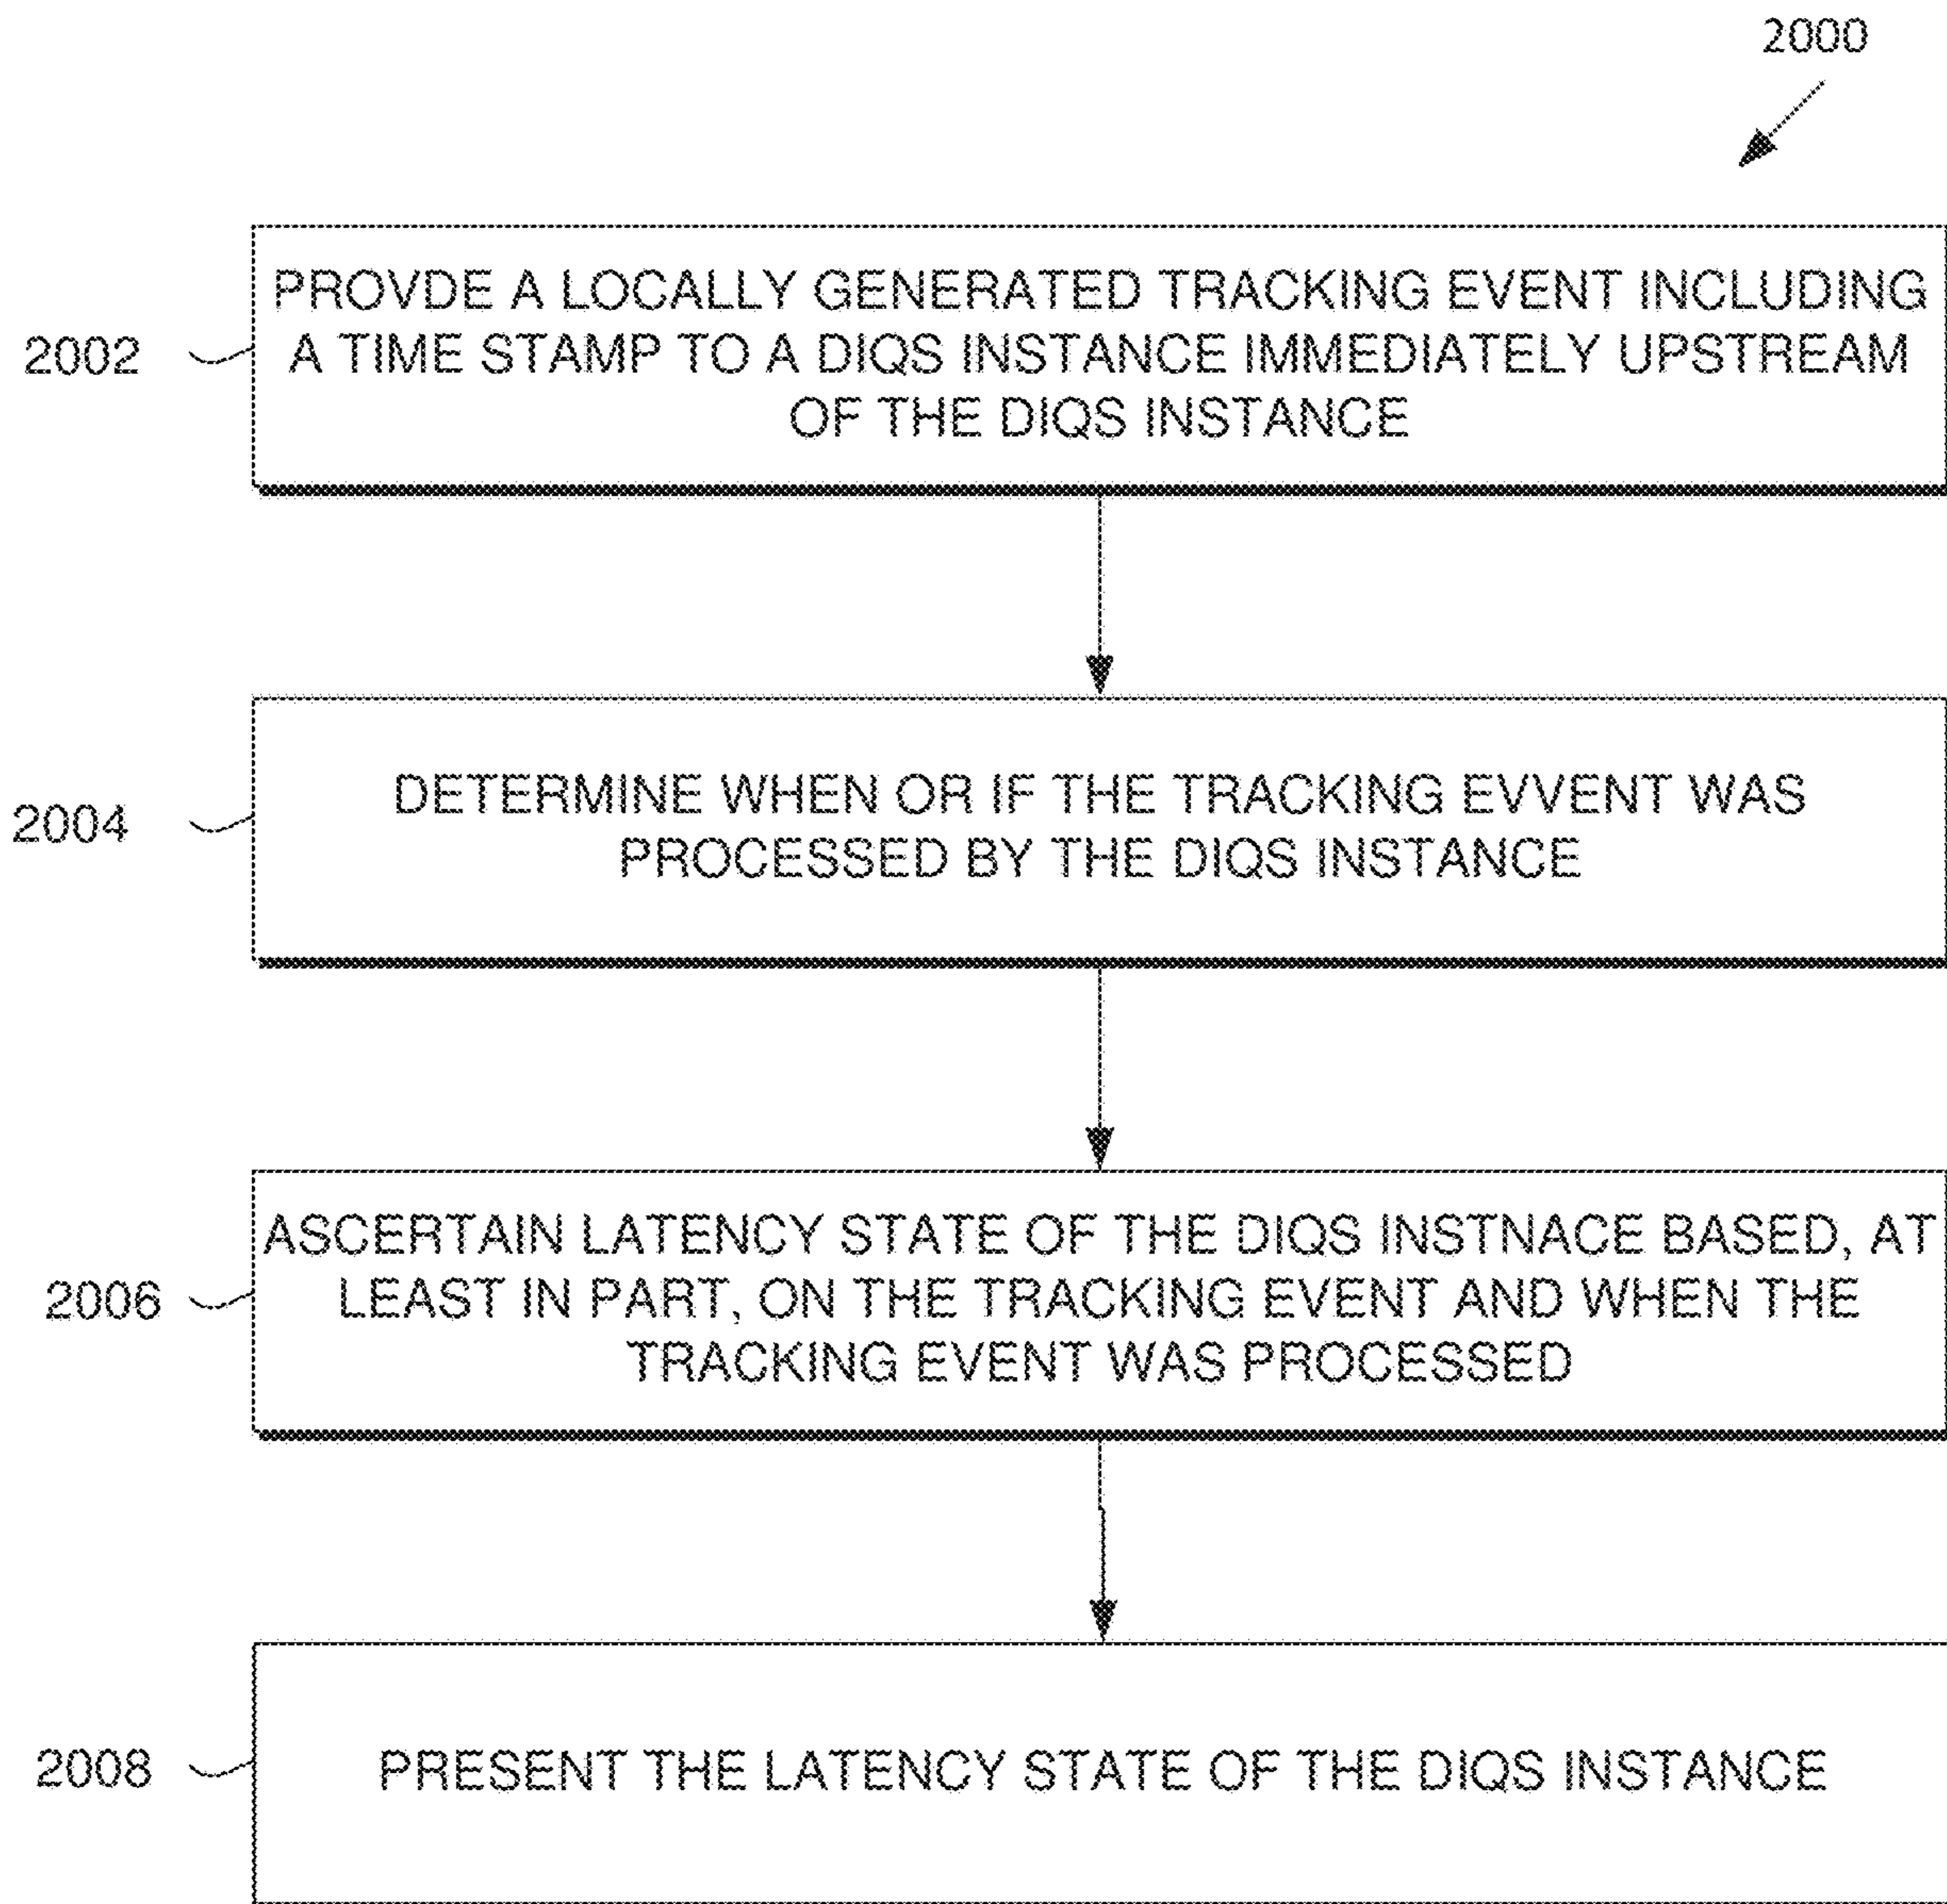 2000
PROVDE A LOCALLY GENERATED TRACKING EVENT INCLUDING
2002
A TIME STAMP TO A DIQS INSTANCE IMMEDIATELY UPSTREAM
OF THE DIQS INSTANCE
DETERMINE WHEN OR IF THE TRACKING EVVENT WAS
2004
PROCESSED BY THE DIQS INSTANCE
ASCERTAIN LATENCY STATE OF THE DIQS INSTNACE BASED, AT
2006
LEAST IN PART, ON THE TRACKING EVENT AND WHEN THE
TRACKING EVENT WAS PROCESSED
2008
PRESENT THE LATENCY STATE OF THE DIQS INSTANCE